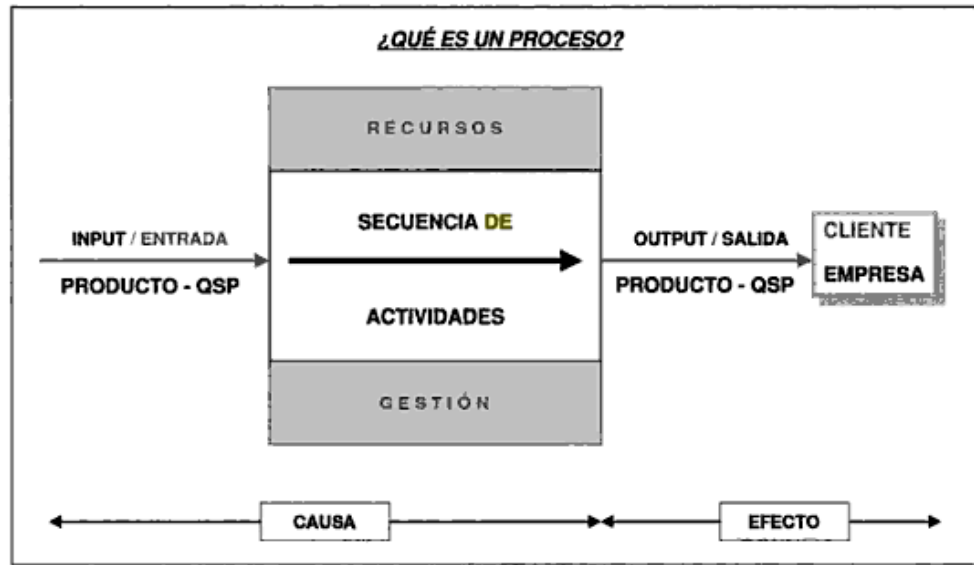 ¿QUÉ ES UN PROCESO?
RECURSOS
SECUENCIA DE
ACTIVIDADES
GESTIÓN
INPUT / ENTRADA
PRODUCTO - QSP
OUTPUT / SALIDA
PRODUCTO - QSP
CLIENTE
EMPRESA
CAUSA
EFECTO